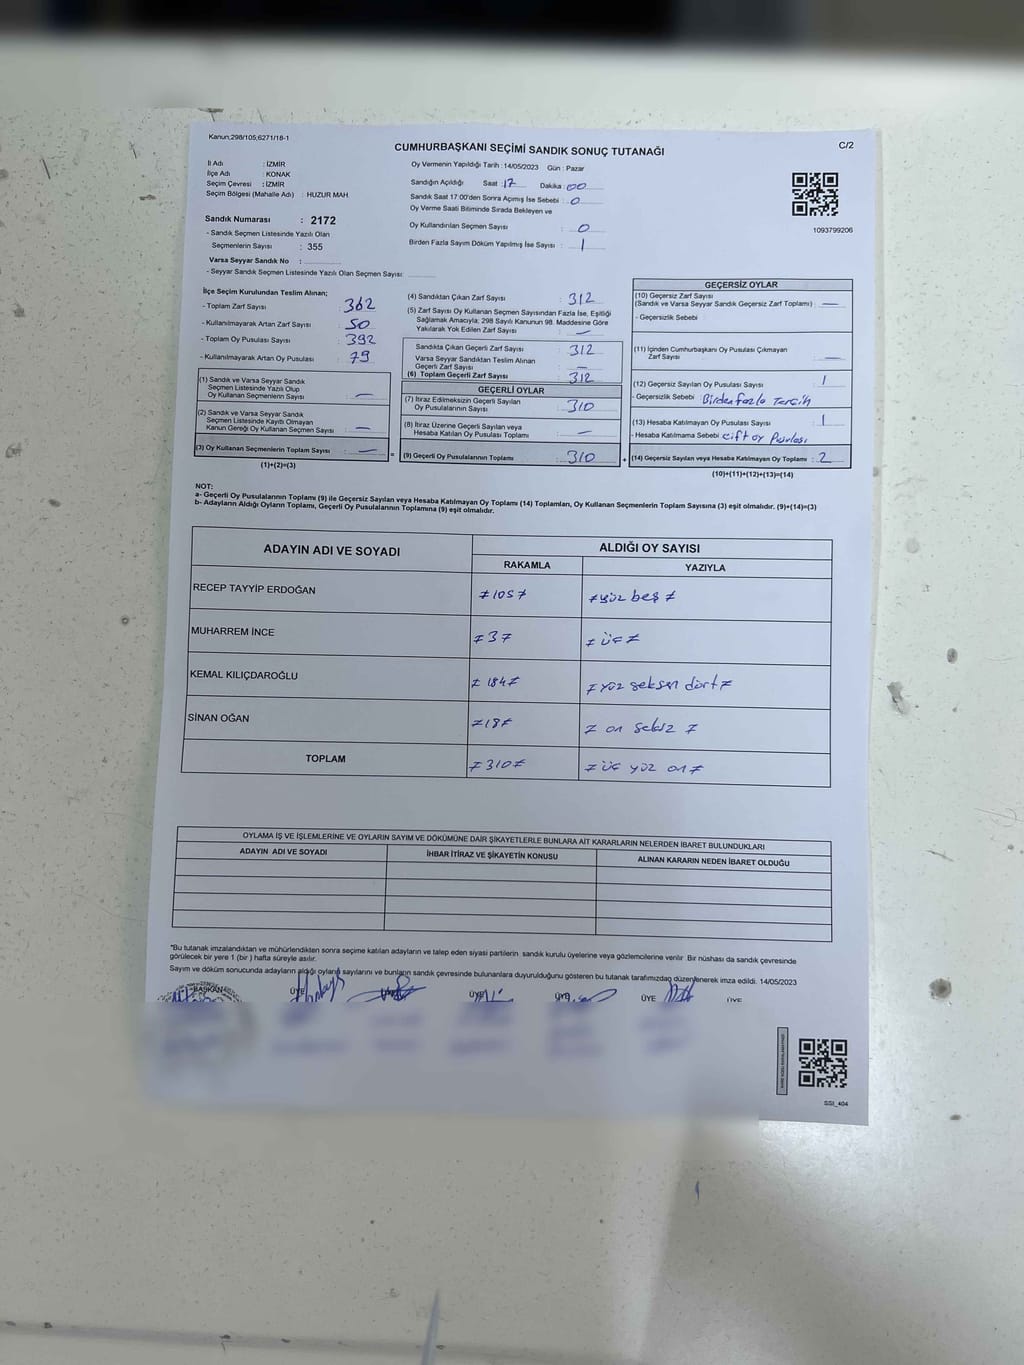 Kanun;298/105;6271/18-1
CUMHURBAŞKANI SEÇİMİ SANDIK SONUÇ TUTANAĞI
C/2
İl Adı : İZMİR
İlçe Adı : KONAK
Seçim Çevresi : İZMİR
Seçim Bölgesi (Mahalle Adı) : HUZUR MAH.
Sandık Numarası : 2172
- Sandık Seçmen Listesinde Yazılı Olan
Seçmenlerin Sayısı : 355
Varsa Seyyar Sandık No :
- Seyyar Sandık Seçmen Listesinde Yazılı Olan Seçmen Sayısı:
Oy Vermenin Yapıldığı Tarih : 14/05/2023 Gün : Pazar
Sandığın Açıldığı Saat : 17 Dakika : 00
Sandık Saat 17:00'den Sonra Açımış İse Sebebi : 0
Oy Verme Saati Bitiminde Sırada Bekleyen ve
Oy Kullandırılan Seçmen Sayısı : 0
Birden Fazla Sayım Döküm Yapılmış İse Sayısı : 1
1093799206
İlçe Seçim Kurulundan Teslim Alınan;
- Toplam Zarf Sayısı : 362
- Kullanılmayarak Artan Zarf Sayısı : 50
- Toplam Oy Pusulası Sayısı : 392
- Kullanılmayarak Artan Oy Pusulası : 79
(1) Sandık ve Varsa Seyyar Sandık
Seçmen Listesinde Yazılı Olup
Oy Kullanan Seçmenlerin Sayısı : —
(2) Sandık ve Varsa Seyyar Sandık
Seçmen Listesinde Kayıtlı Olmayan
Kanun Gereği Oy Kullanan Seçmen Sayısı : —
(3) Oy Kullanan Seçmenlerin Toplam Sayısı : — =
(1)+(2)=(3)
(4) Sandıktan Çıkan Zarf Sayısı : 312
(5) Zarf Sayısı Oy Kullanan Seçmen Sayısından Fazla İse, Eşitliği
Sağlamak Amacıyla; 298 Sayılı Kanunun 98. Maddesine Göre
Yakılarak Yok Edilen Zarf Sayısı : —
Sandıkta Çıkan Geçerli Zarf Sayısı : 312
Varsa Seyyar Sandıktan Teslim Alınan
Geçerli Zarf Sayısı : —
(6) Toplam Geçerli Zarf Sayısı : 312
GEÇERLİ OYLAR
(7) İtiraz Edilmeksizin Geçerli Sayılan
Oy Pusulalarının Sayısı : 310
(8) İtiraz Üzerine Geçerli Sayılan veya
Hesaba Katılan Oy Pusulası Toplamı : —
(9) Geçerli Oy Pusulalarının Toplamı : 310 +
GEÇERSİZ OYLAR
(10) Geçersiz Zarf Sayısı
(Sandık ve Varsa Seyyar Sandık Geçersiz Zarf Toplamı) : —
- Geçersizlik Sebebi
(11) İçinden Cumhurbaşkanı Oy Pusulası Çıkmayan
Zarf Sayısı : —
(12) Geçersiz Sayılan Oy Pusulası Sayısı : 1
- Geçersizlik Sebebi Birden fazla Tercih
(13) Hesaba Katılmayan Oy Pusulası Sayısı : 1
- Hesaba Katılmama Sebebi çift oy Pusulası
(14) Geçersiz Sayılan veya Hesaba Katılmayan Oy Toplamı : 2
(10)+(11)+(12)+(13)=(14)
NOT:
a- Geçerli Oy Pusulalarının Toplamı (9) ile Geçersiz Sayılan veya Hesaba Katılmayan Oy Toplamı (14) Toplamları, Oy Kullanan Seçmenlerin Toplam Sayısına (3) eşit olmalıdır. (9)+(14)=(3)
b- Adayların Aldığı Oyların Toplamı, Geçerli Oy Pusulalarının Toplamına (9) eşit olmalıdır.
ADAYIN ADI VE SOYADI
ALDIĞI OY SAYISI
RAKAMLA YAZIYLA
RECEP TAYYİP ERDOĞAN ≠105≠ ≠yüz beş≠
MUHARREM İNCE ≠3≠ ≠üç≠
KEMAL KILIÇDAROĞLU ≠184≠ ≠yüz seksen dört≠
SİNAN OĞAN ≠18≠ ≠on sekiz≠
TOPLAM ≠310≠ ≠üç yüz on≠
OYLAMA İŞ VE İŞLEMLERİNE VE OYLARIN SAYIM VE DÖKÜMÜNE DAİR ŞİKAYETLERLE BUNLARA AİT KARARLARIN NELERDEN İBARET BULUNDUKLARI
ADAYIN ADI VE SOYADI İHBAR İTİRAZ VE ŞİKAYETİN KONUSU ALINAN KARARIN NEDEN İBARET OLDUĞU
"Bu tutanak imzalandıktan ve mühürlendikten sonra seçime katılan adayların ve talep eden siyasi partilerin sandık kurulu üyelerine veya gözlemcilerine verilir. Bir nüshası da sandık çevresinde
görülecek bir yere 1 (bir ) hafta süreyle asılır.
Sayım ve döküm sonucunda adayların aldığı oyların sayılarını ve bunların sandık çevresinde bulunanlara duyurulduğunu gösteren bu tutanak tarafımızdan düzenlenerek imza edildi. 14/05/2023
BAŞKAN ÜYE ÜYE ÜYE ÜYE ÜYE
SSI_404